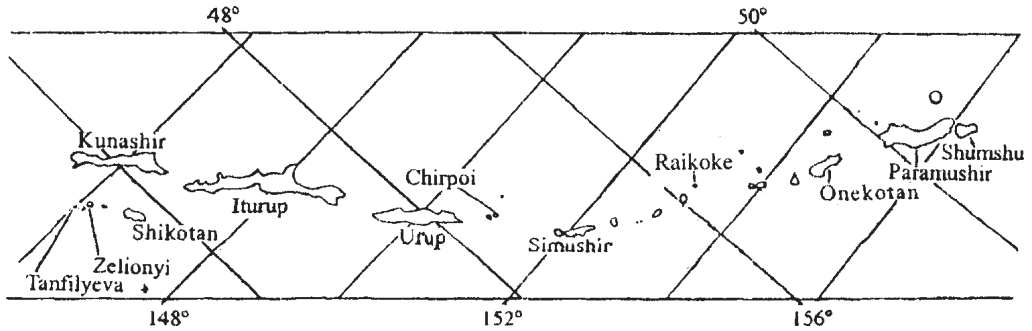 48°
50°
Kunashir
Shumshu
Raikoke
Paramushir
Chirpoi
Onekotan
Iturup
Shikotan
Urup
Simushir
Zelionyi
Tanfilyeva
148°
152°
156°